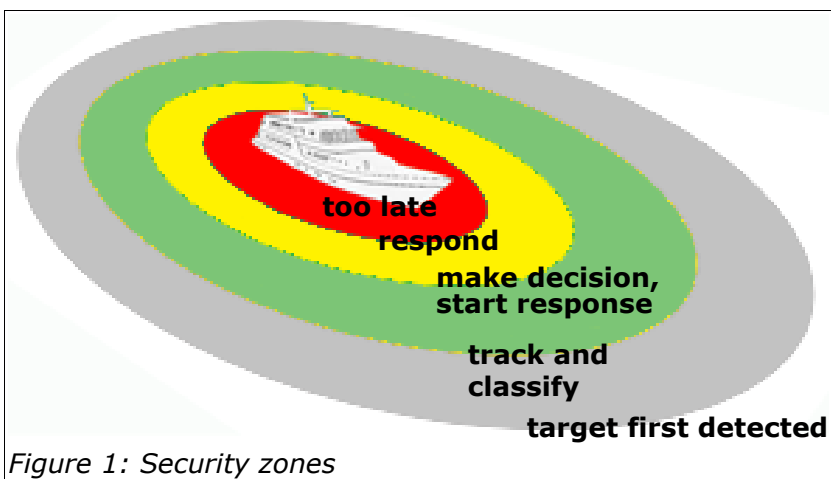 too late
respond
make decision,
start response
track and
classify
target first detected
Figure 1: Security zones